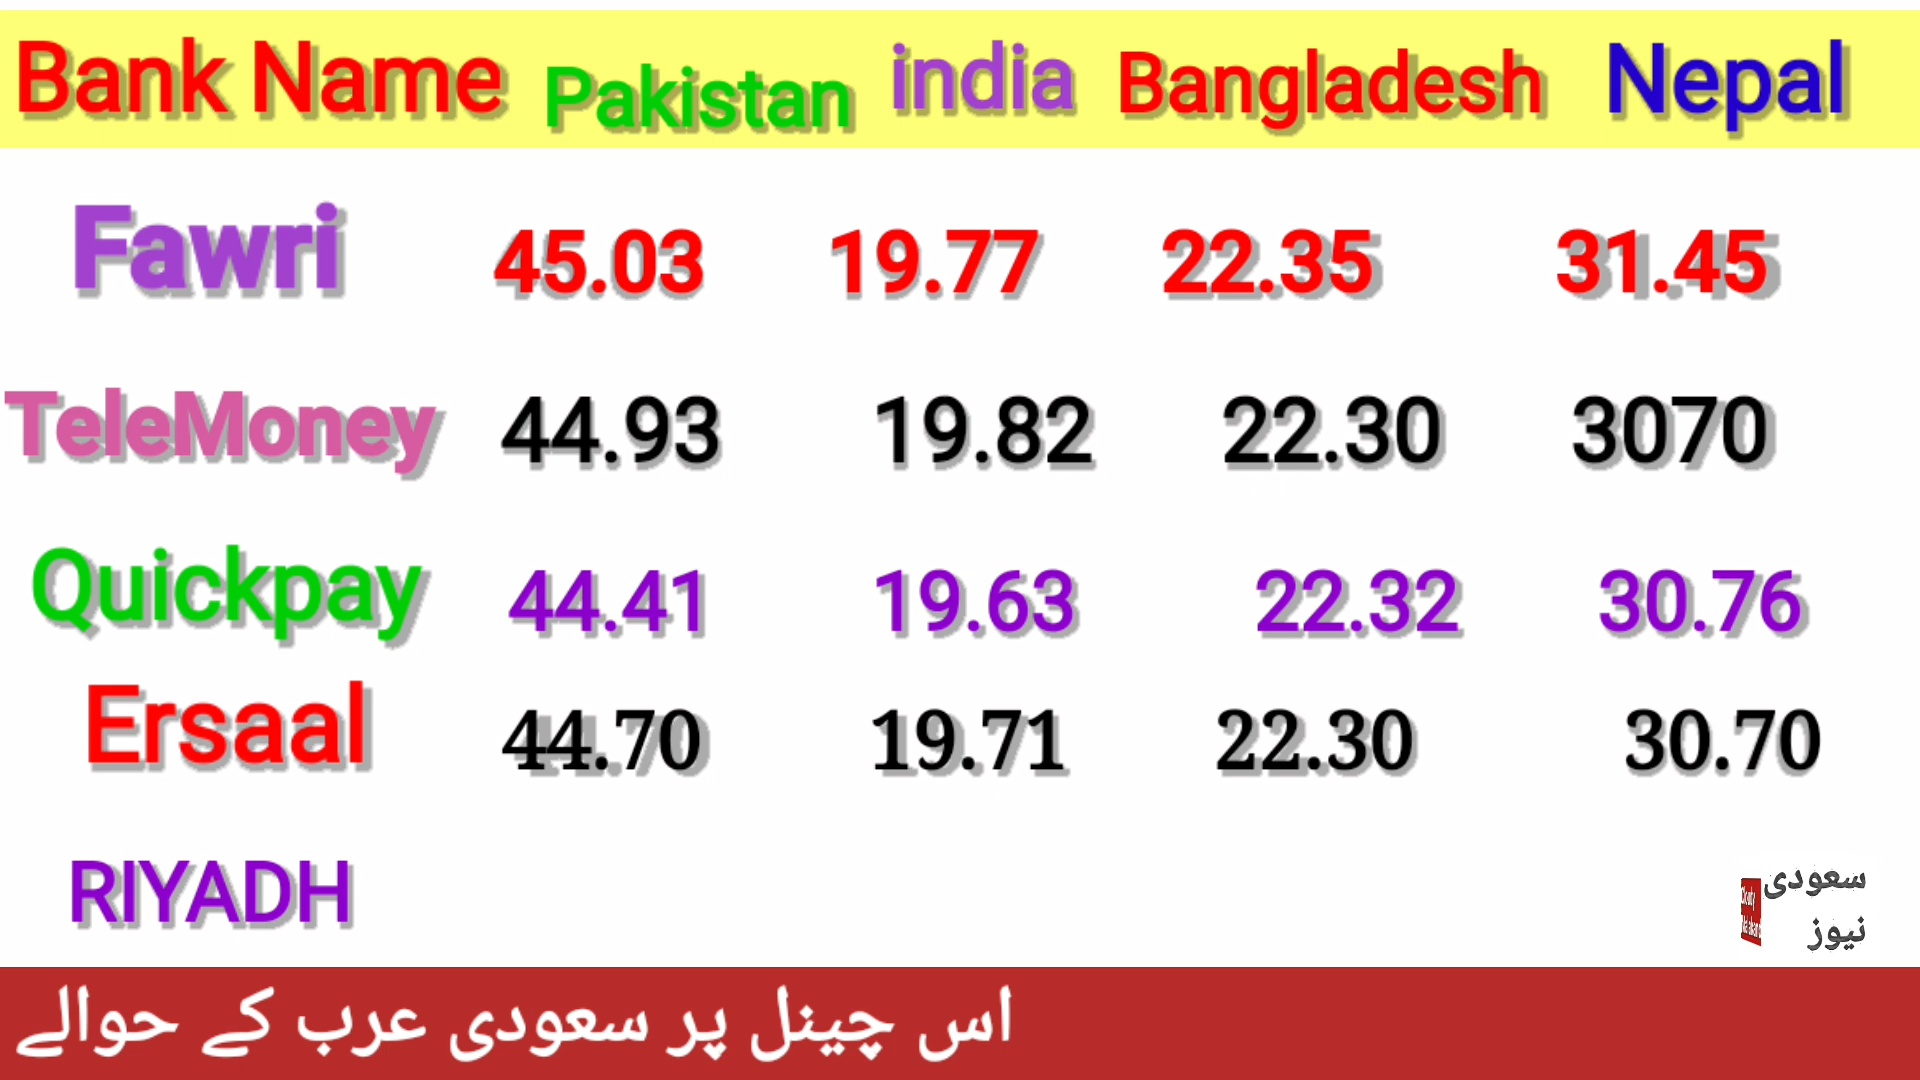 Bank Name Pakistan india Bangladesh Nepal
Fawri 45.03 19.77 22.35 31.45
TeleMoney 44.93 19.82 22.30 3070
Quickpay 44.41 19.63 22.32 30.76
Ersaal 44.70 19.71 22.30 30.70
RIYADH
سعودی
نیوز
اس چینل پر سعودی عرب کے حوالے